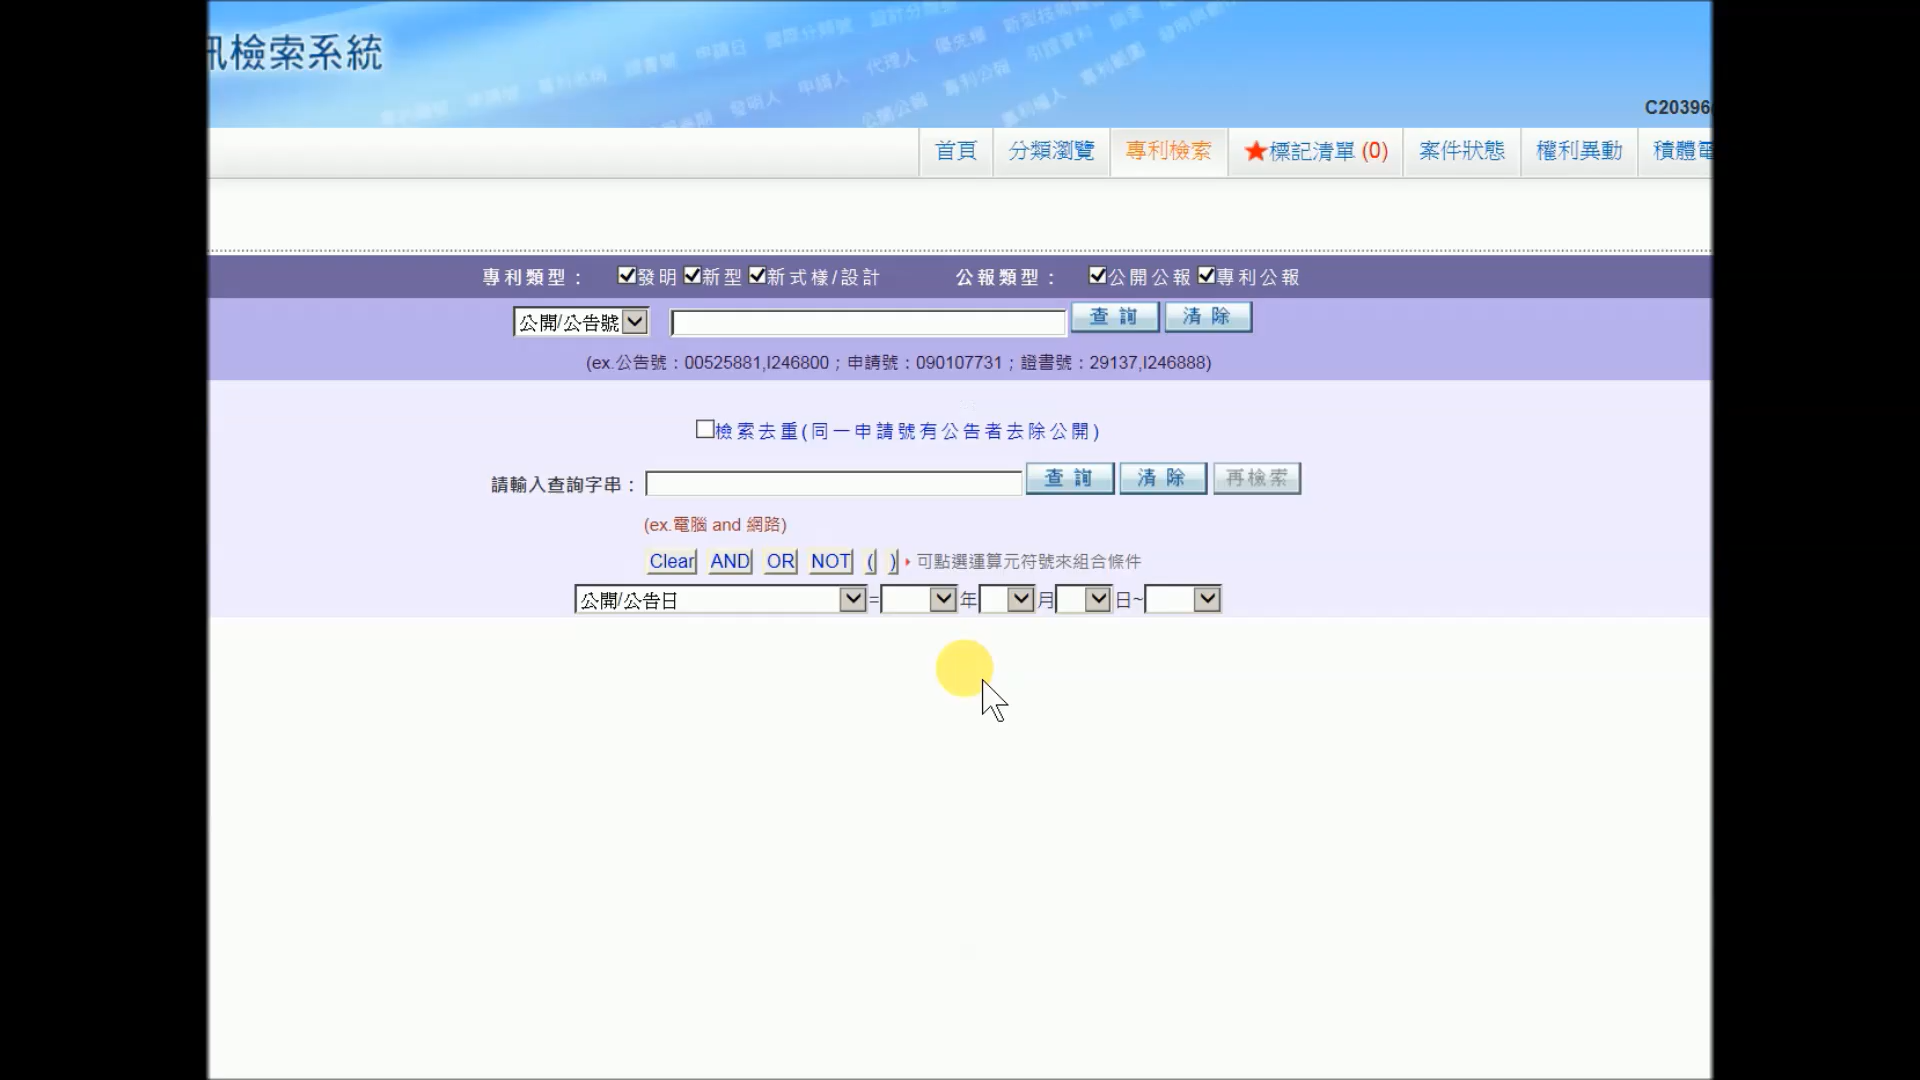 訊檢索系統
C20396
首頁 分類瀏覽 專利檢索 ★標記清單 (0) 案件狀態 權利異動 積體電
專利類型： 發明 新型 新式樣/設計 公報類型： 公開公報 專利公報
公開/公告號 查詢 清除
(ex.公告號：00525881,I246800；申請號：090107731；證書號：29137,I246888)
檢索去重(同一申請號有公告者去除公開)
請輸入查詢字串： 查詢 清除 再檢索
(ex.電腦 and 網路)
Clear AND OR NOT ( ) 可點選運算元符號來組合條件
公開/公告日 = 年 月 日~